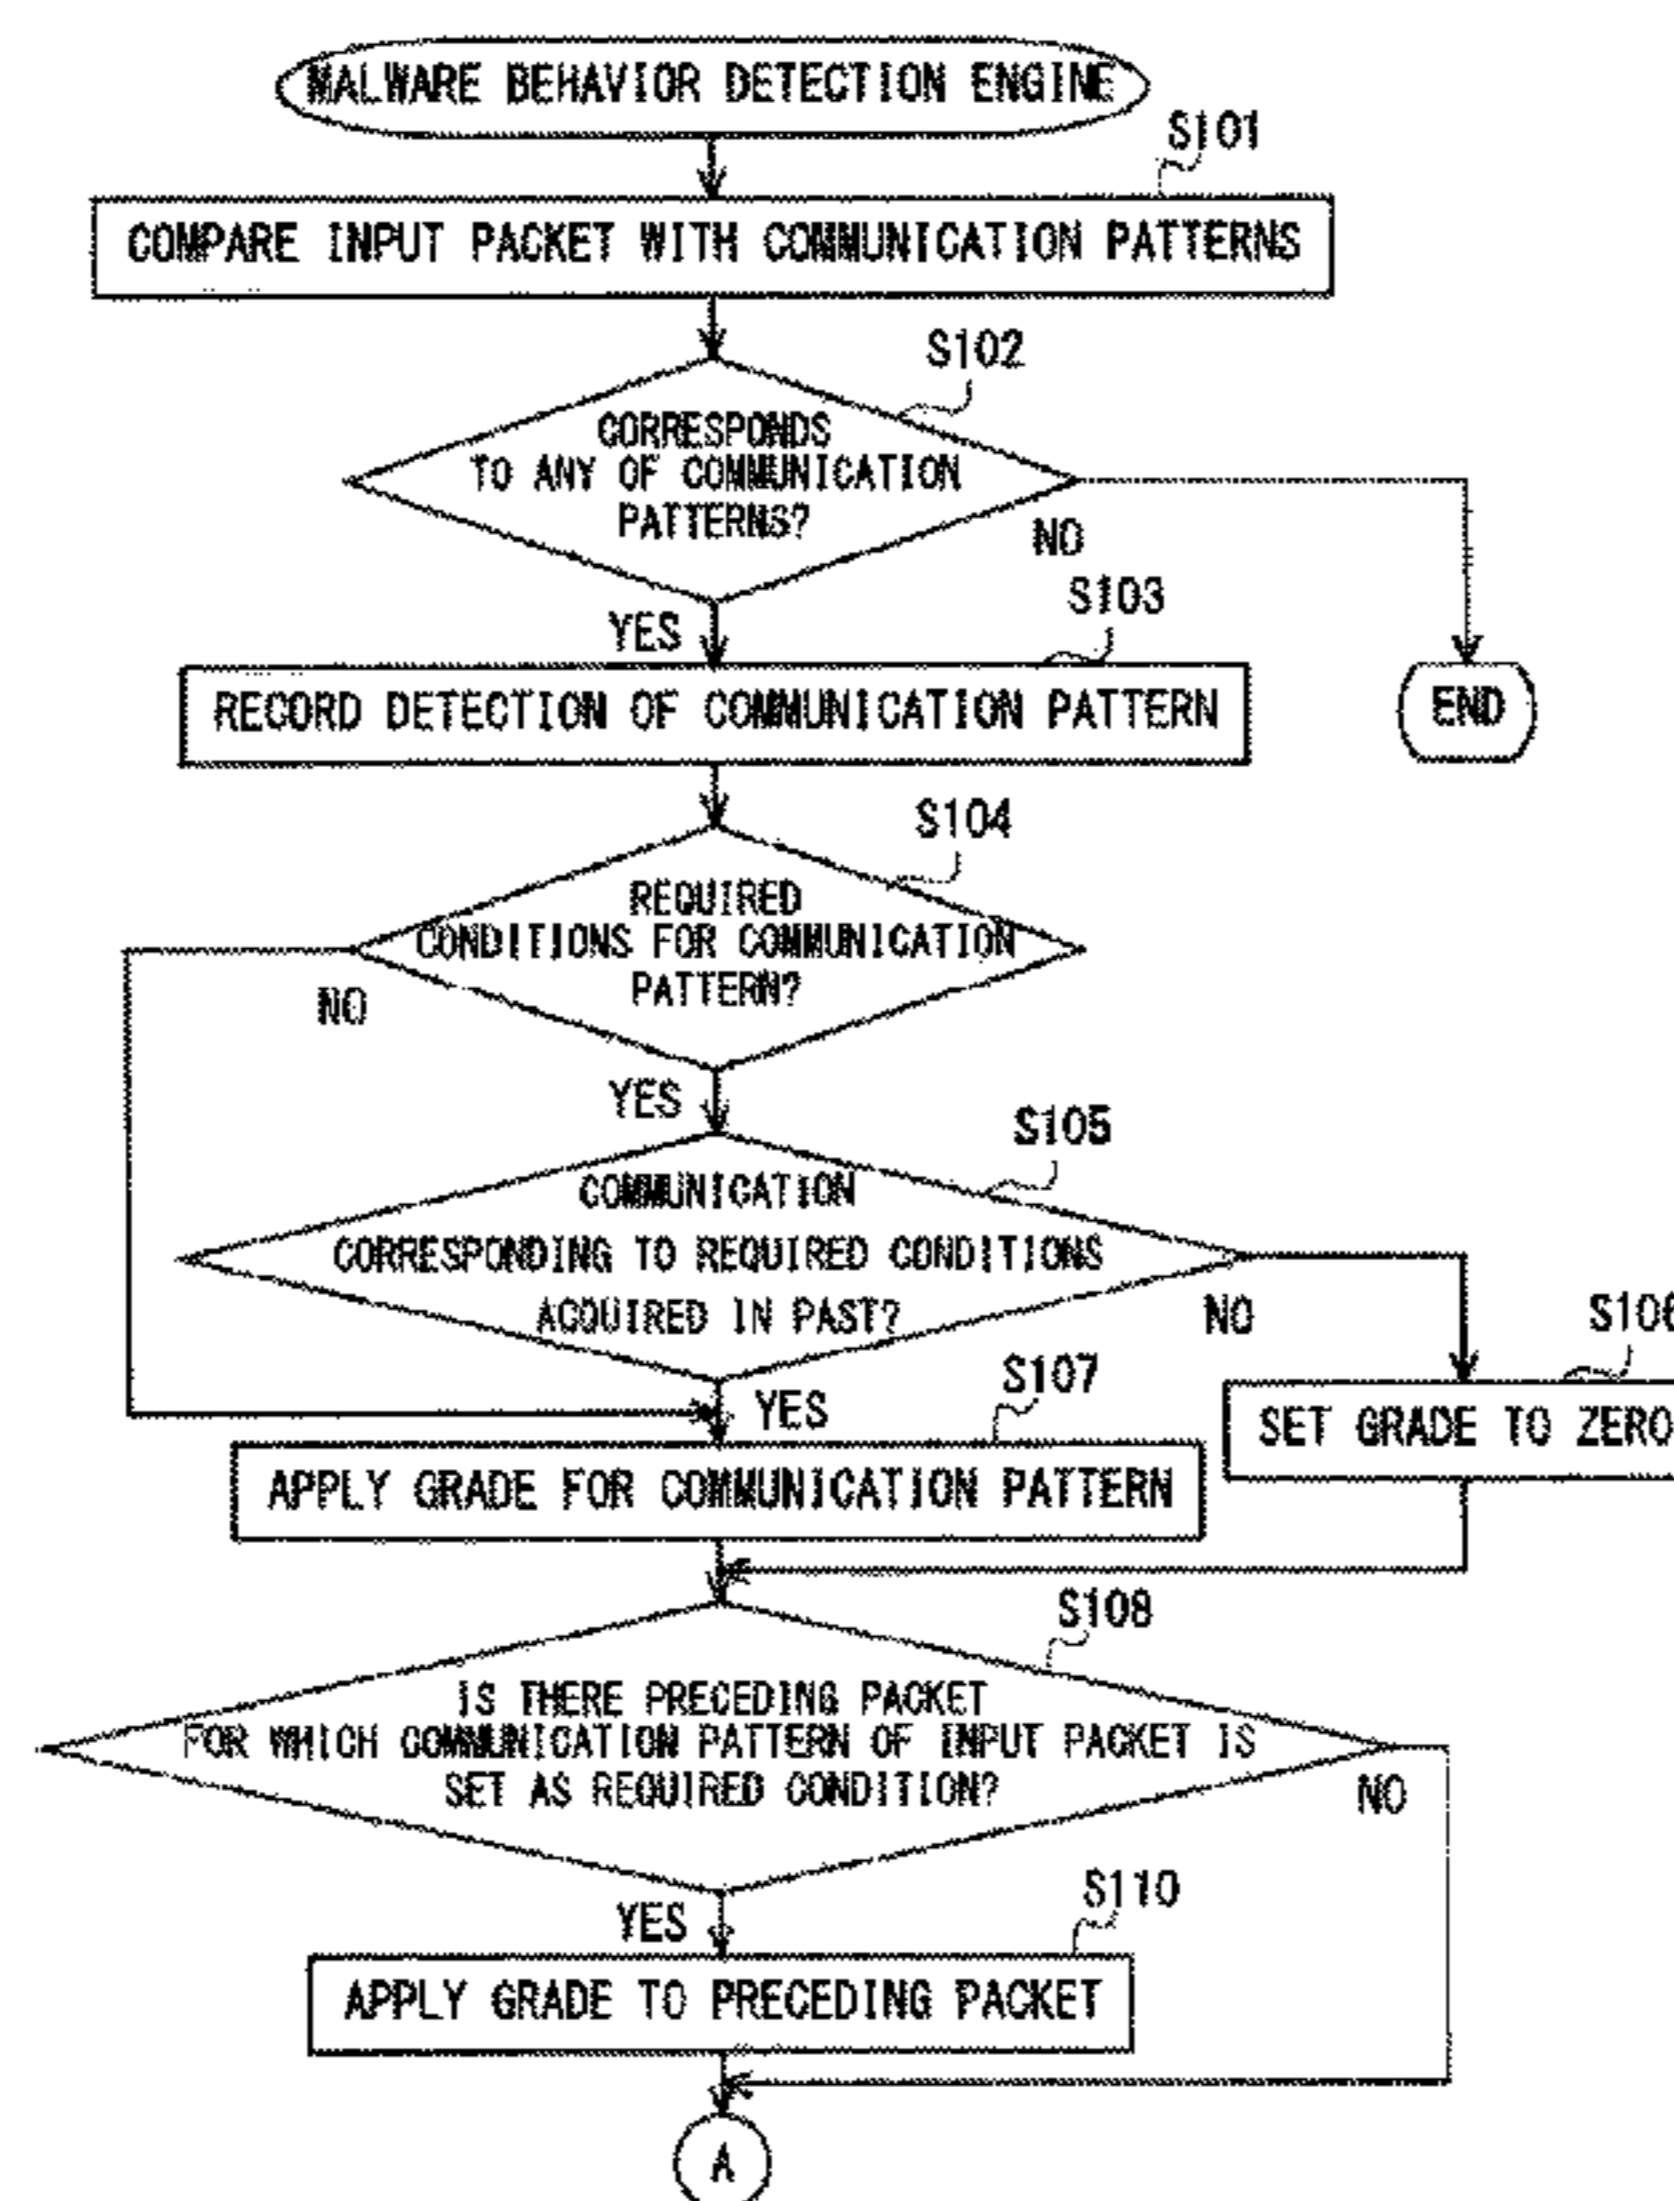 MALWARE BEHAVIOR DETECTION ENGINE
S101
COMPARE INPUT PACKET WITH COMMUNICATION PATTERNS
S102
CORRESPONDS
TO ANY OF COMMUNICATION
PATTERNS?
NO
S103
YES
RECORD DETECTION OF COMMUNICATION PATTERN
END
S104
REQUIRED
CONDITIONS FOR COMMUNICATION
PATTERN?
NO
YES
S105
COMMUNICATION
CORRESPONDING TO REQUIRED CONDITIONS
ACQUIRED IN PAST?
NO
S106
S107
YES
SET GRADE TO ZERO
APPLY GRADE FOR COMMUNICATION PATTERN
S108
IS THERE PRECEDING PACKET
FOR WHICH COMMUNICATION PATTERN OF INPUT PACKET IS
SET AS REQUIRED CONDITION?
NO
S110
YES
APPLY GRADE TO PRECEDING PACKET
A